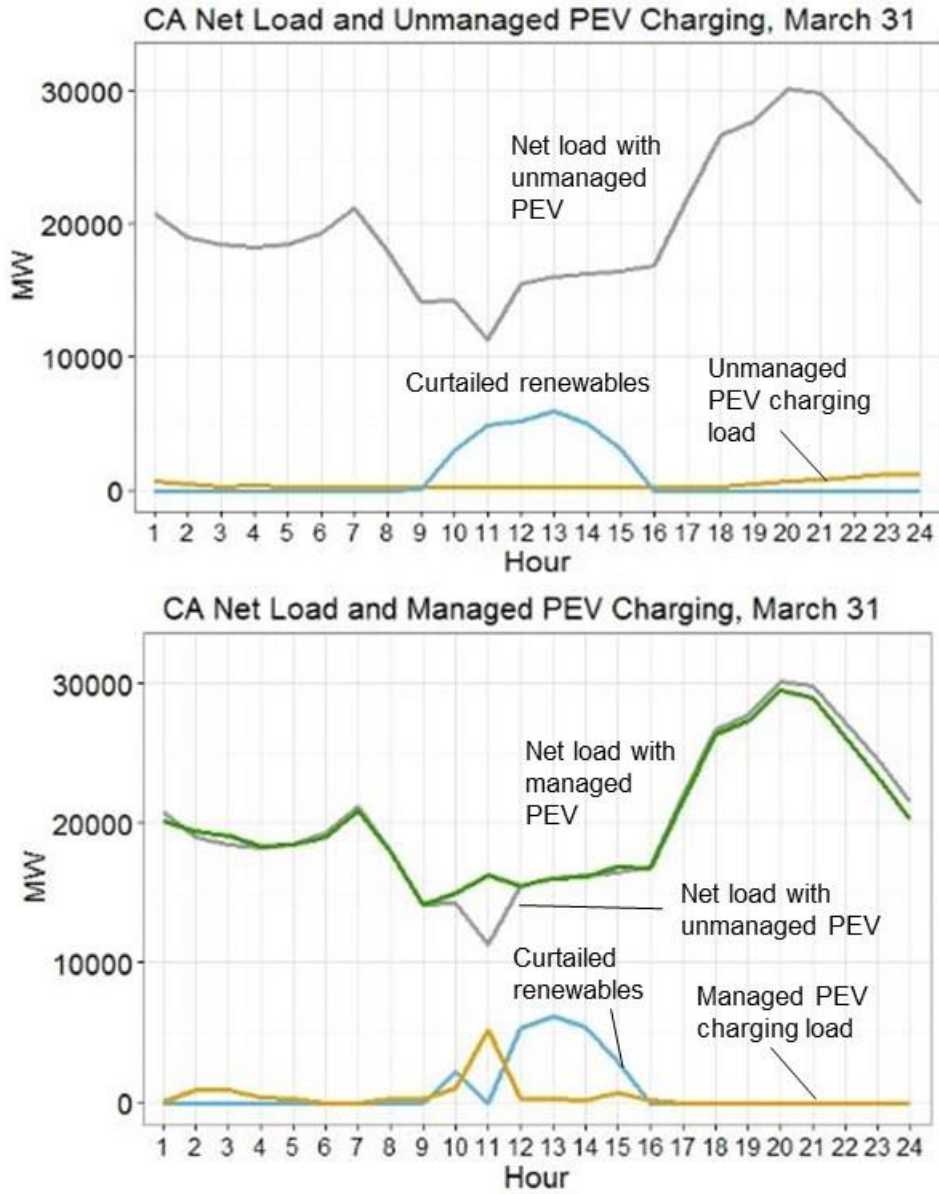 CA Net Load and Unmanaged PEV Charging, March 31
30000
20000
10000
0
MW
Net load with
unmanaged
PEV
Curtailed renewables
Unmanaged
PEV charging
load
1 2 3 4 5 6 7 8 9 10 11 12 13 14 15 16 17 18 19 20 21 22 23 24
Hour
CA Net Load and Managed PEV Charging, March 31
30000
20000
10000
0
MW
Net load with
managed
PEV
Net load with
unmanaged PEV
Curtailed
renewables
Managed PEV
charging load
1 2 3 4 5 6 7 8 9 10 11 12 13 14 15 16 17 18 19 20 21 22 23 24
Hour